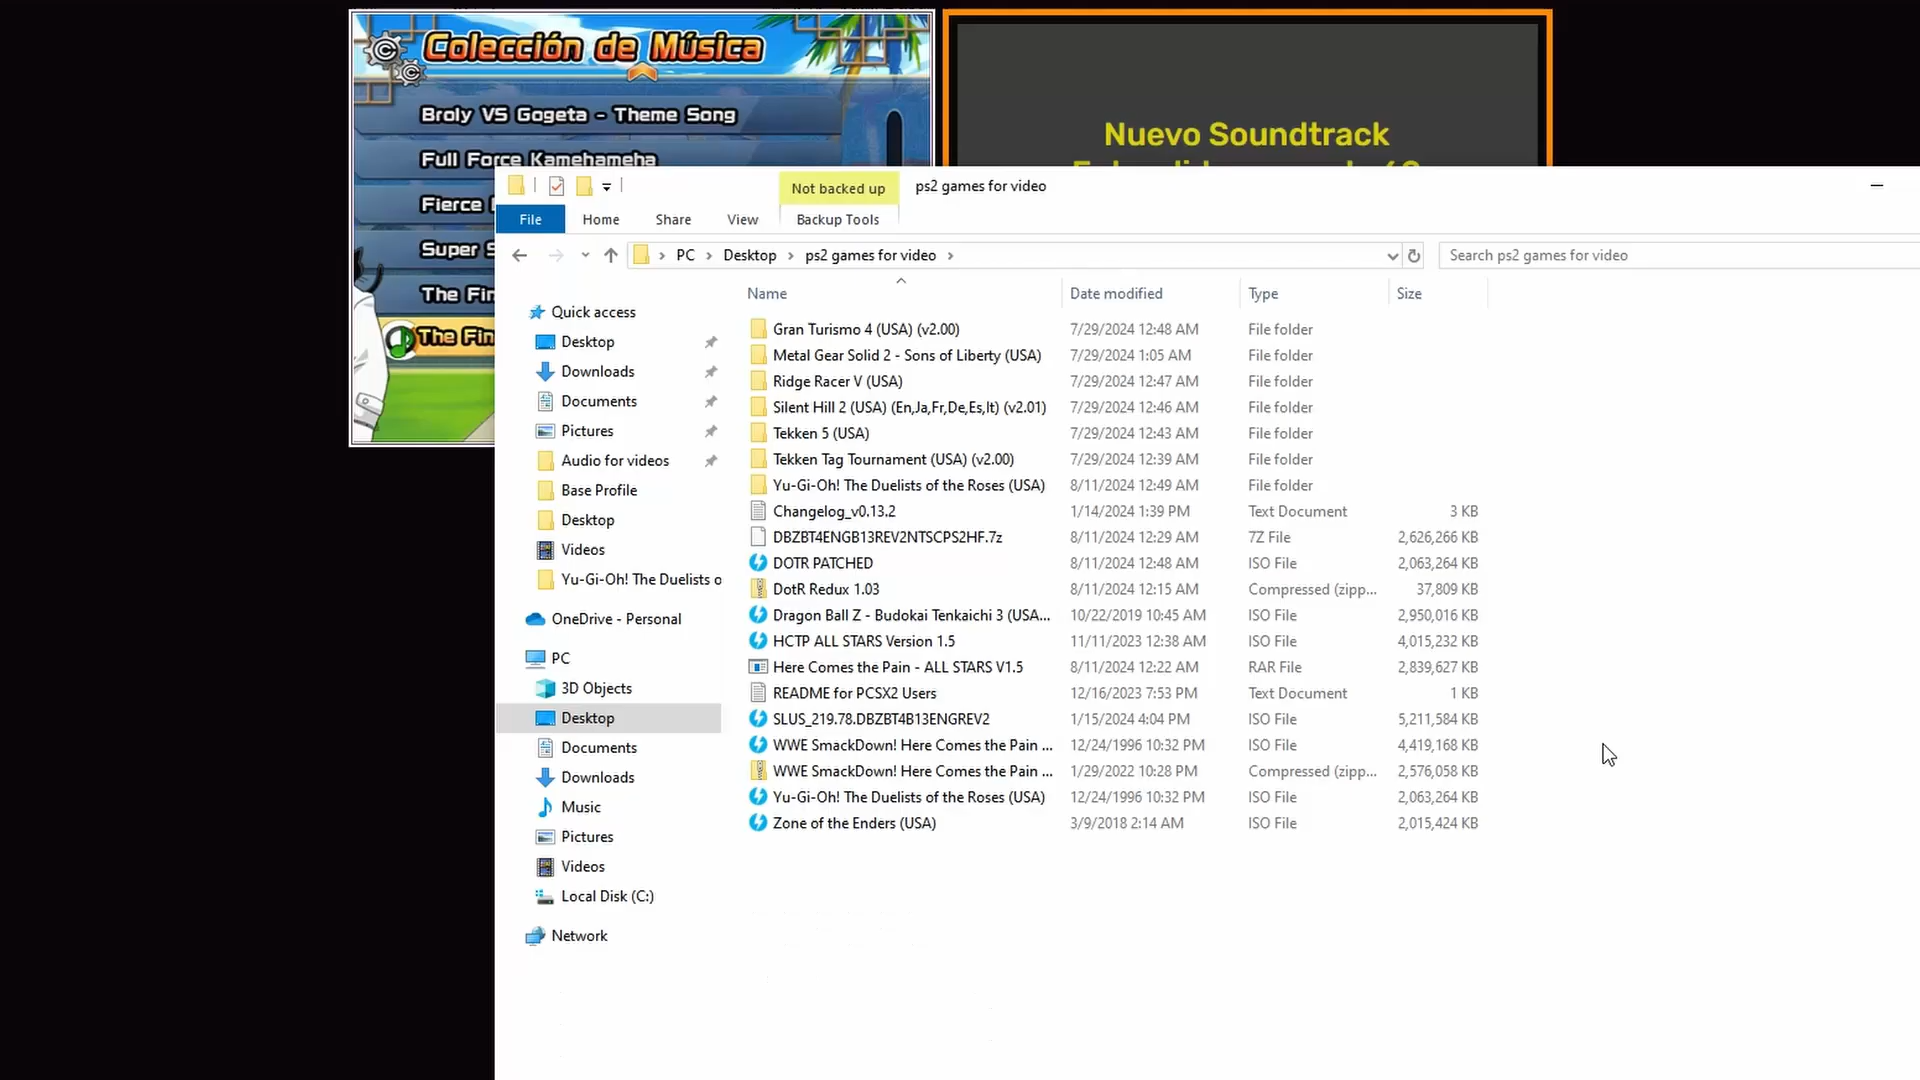 Colección de Música
Broly VS Gogeta - Theme Song
Full Force Kamehameha
Fierce
Super S
The Fin
The Fin
Nuevo Soundtrack
Not backed up
ps2 games for video
File
Home
Share
View
Backup Tools
PC
Desktop
ps2 games for video
Search ps2 games for video
Name
Date modified
Type
Size
Quick access
Desktop
Downloads
Documents
Pictures
Audio for videos
Base Profile
Desktop
Videos
Yu-Gi-Oh! The Duelists o
OneDrive - Personal
PC
3D Objects
Desktop
Documents
Downloads
Music
Pictures
Videos
Local Disk (C:)
Network
Gran Turismo 4 (USA) (v2.00) 7/29/2024 12:48 AM File folder
Metal Gear Solid 2 - Sons of Liberty (USA) 7/29/2024 1:05 AM File folder
Ridge Racer V (USA) 7/29/2024 12:47 AM File folder
Silent Hill 2 (USA) (En,Ja,Fr,De,Es,It) (v2.01) 7/29/2024 12:46 AM File folder
Tekken 5 (USA) 7/29/2024 12:43 AM File folder
Tekken Tag Tournament (USA) (v2.00) 7/29/2024 12:39 AM File folder
Yu-Gi-Oh! The Duelists of the Roses (USA) 8/11/2024 12:49 AM File folder
Changelog_v0.13.2 1/14/2024 1:39 PM Text Document 3 KB
DBZBT4ENGB13REV2NTSCPS2HF.7z 8/11/2024 12:29 AM 7Z File 2,626,266 KB
DOTR PATCHED 8/11/2024 12:48 AM ISO File 2,063,264 KB
DotR Redux 1.03 8/11/2024 12:15 AM Compressed (zipp... 37,809 KB
Dragon Ball Z - Budokai Tenkaichi 3 (USA... 10/22/2019 10:45 AM ISO File 2,950,016 KB
HCTP ALL STARS Version 1.5 11/11/2023 12:38 AM ISO File 4,015,232 KB
Here Comes the Pain - ALL STARS V1.5 8/11/2024 12:22 AM RAR File 2,839,627 KB
README for PCSX2 Users 12/16/2023 7:53 PM Text Document 1 KB
SLUS_219.78.DBZBT4B13ENGREV2 1/15/2024 4:04 PM ISO File 5,211,584 KB
WWE SmackDown! Here Comes the Pain ... 12/24/1996 10:32 PM ISO File 4,419,168 KB
WWE SmackDown! Here Comes the Pain ... 1/29/2022 10:28 PM Compressed (zipp... 2,576,058 KB
Yu-Gi-Oh! The Duelists of the Roses (USA) 12/24/1996 10:32 PM ISO File 2,063,264 KB
Zone of the Enders (USA) 3/9/2018 2:14 AM ISO File 2,015,424 KB